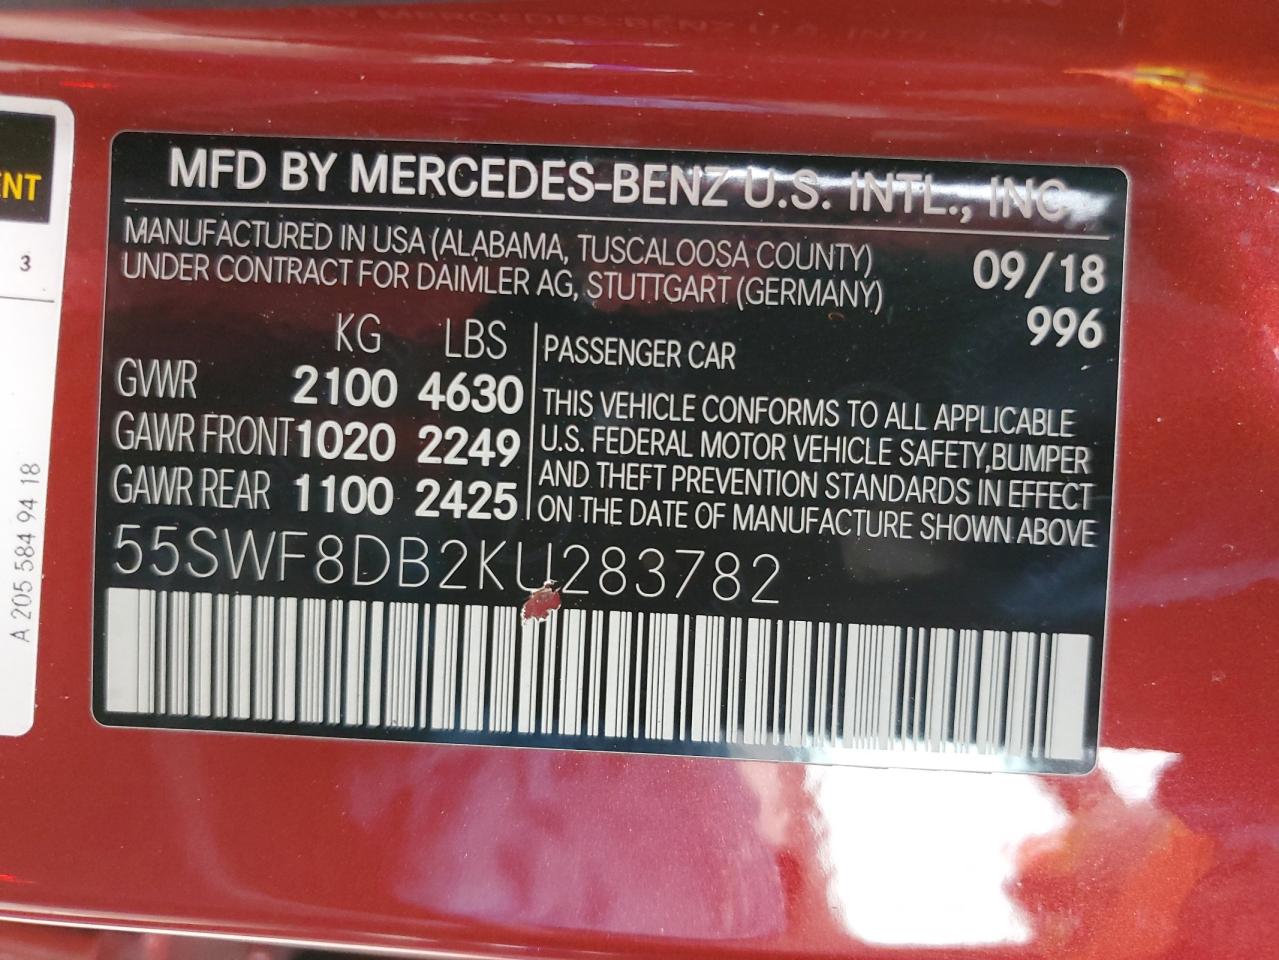 ENT
3
A 205 584 94 18
MFD BY MERCEDES-BENZ U.S. INTL., INC.
MANUFACTURED IN USA (ALABAMA, TUSCALOOSA COUNTY)
UNDER CONTRACT FOR DAIMLER AG, STUTTGART (GERMANY)
09/18
996
KG LBS
GVWR 2100 4630
GAWR FRONT 1020 2249
GAWR REAR 1100 2425
PASSENGER CAR
THIS VEHICLE CONFORMS TO ALL APPLICABLE
U.S. FEDERAL MOTOR VEHICLE SAFETY,BUMPER
AND THEFT PREVENTION STANDARDS IN EFFECT
ON THE DATE OF MANUFACTURE SHOWN ABOVE
55SWF8DB2KU283782